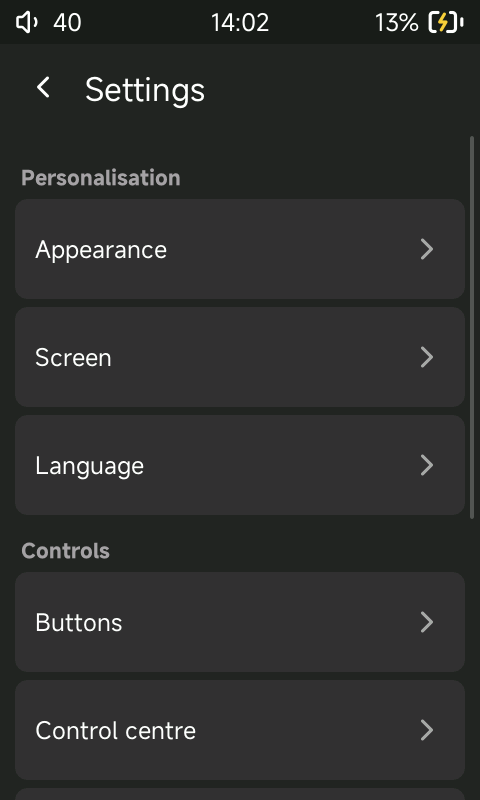 40 14:02 13%
Settings
Personalisation
Appearance
Screen
Language
Controls
Buttons
Control centre